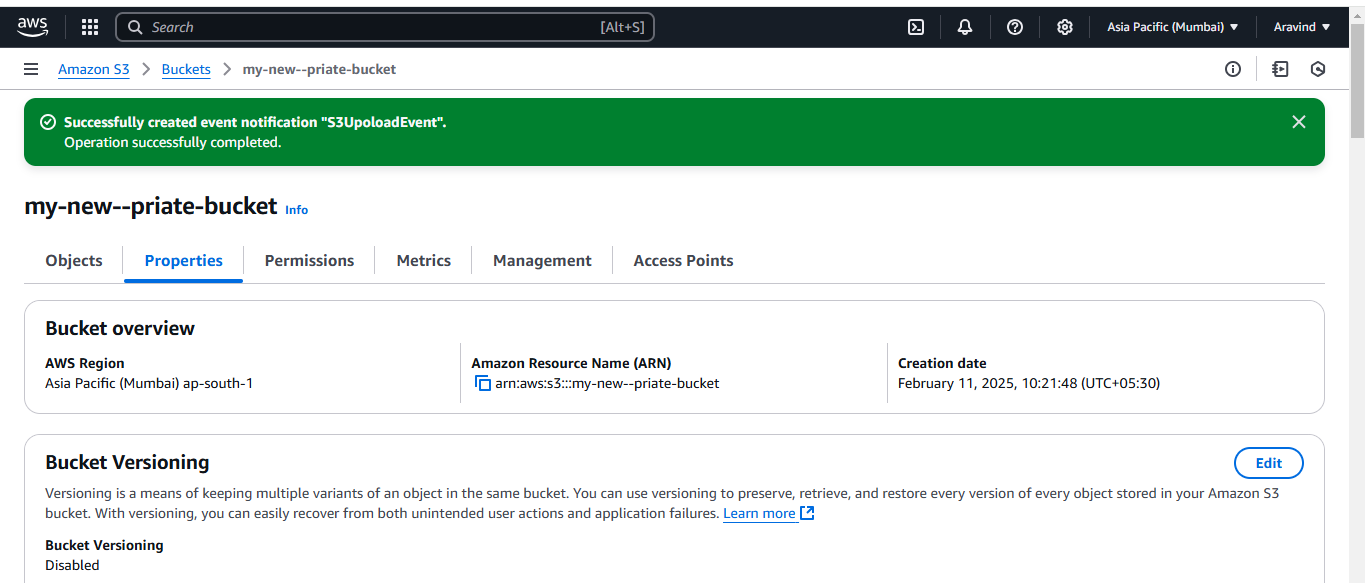 aws
Search [Alt+S] Asia Pacific (Mumbai) Aravind
Amazon S3 Buckets my-new--priate-bucket
Successfully created event notification "S3UpoloadEvent".
Operation successfully completed.
my-new--priate-bucket Info
Objects Properties Permissions Metrics Management Access Points
Bucket overview
AWS Region
Asia Pacific (Mumbai) ap-south-1
Amazon Resource Name (ARN)
arn:aws:s3:::my-new--priate-bucket
Creation date
February 11, 2025, 10:21:48 (UTC+05:30)
Bucket Versioning
Edit
Versioning is a means of keeping multiple variants of an object in the same bucket. You can use versioning to preserve, retrieve, and restore every version of every object stored in your Amazon S3
bucket. With versioning, you can easily recover from both unintended user actions and application failures. Learn more
Bucket Versioning
Disabled